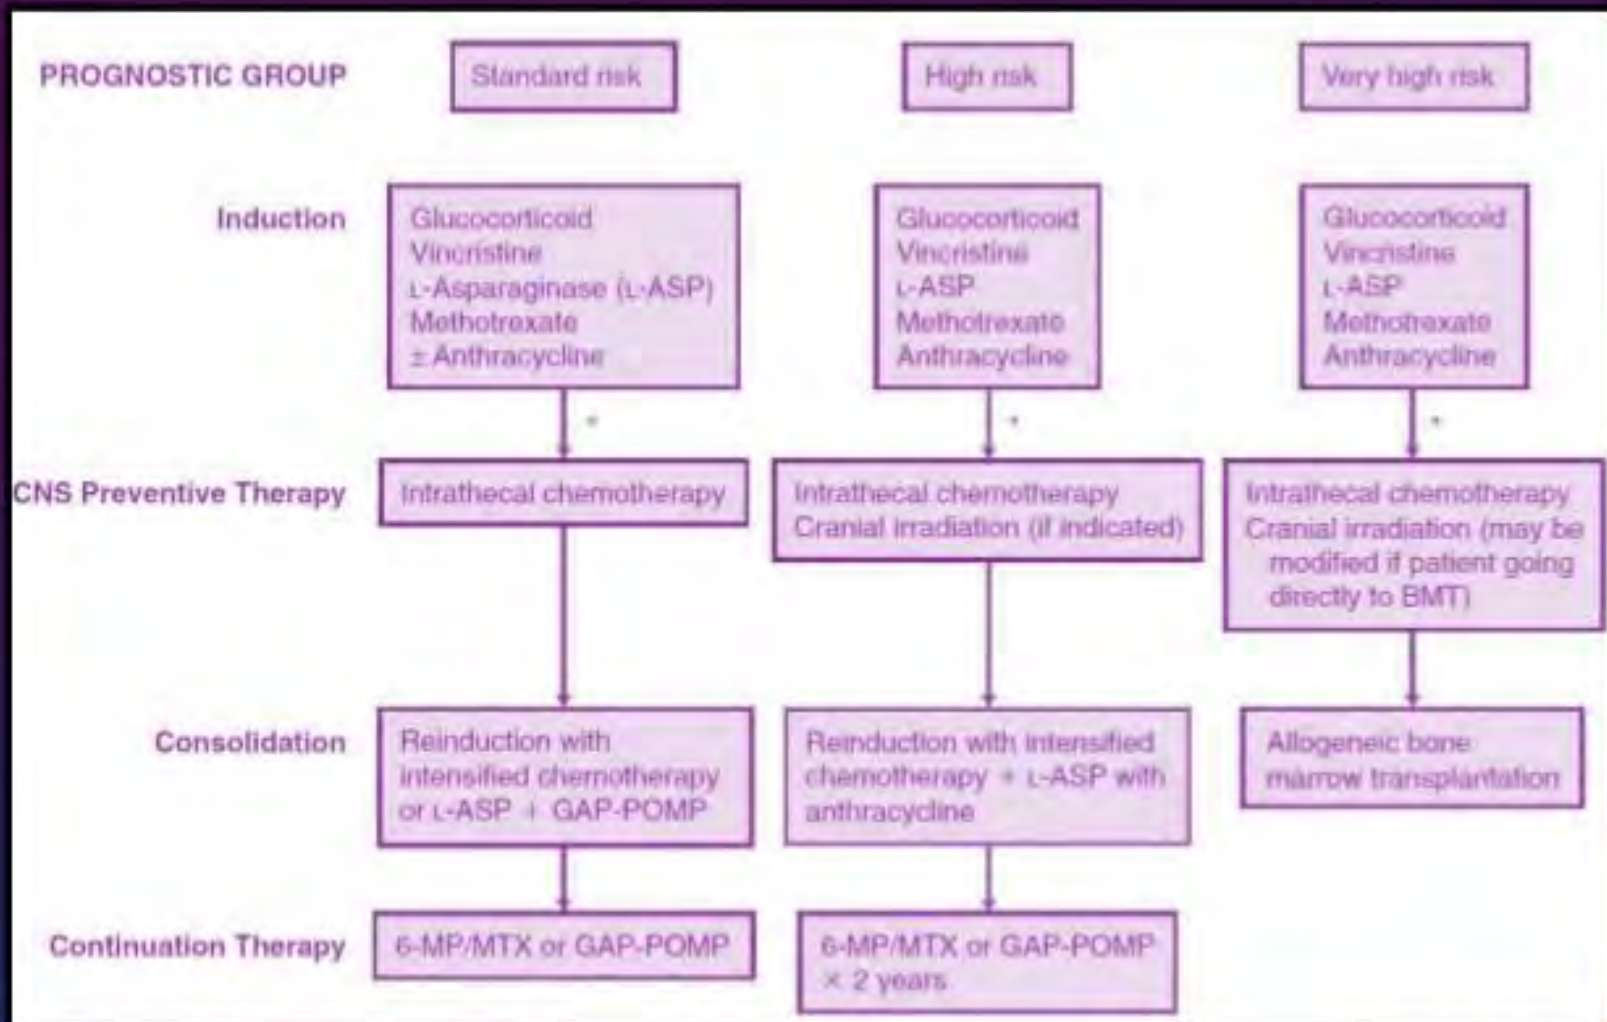 PROGNOSTIC GROUP
Standard risk
High risk
Very high risk
Induction
Glucocorticoid
Vincristine
L-Asparaginase (L-ASP)
Methotrexate
± Anthracycline
Glucocorticoid
Vincristine
L-ASP
Methotrexate
Anthracycline
Glucocorticoid
Vincristine
L-ASP
Methotrexate
Anthracycline
*
*
*
CNS Preventive Therapy
Intrathecal chemotherapy
Intrathecal chemotherapy
Cranial irradiation (if indicated)
Intrathecal chemotherapy
Cranial irradiation (may be
modified if patient going
directly to BMT)
Consolidation
Reinduction with
intensified chemotherapy
or L-ASP + GAP-POMP
Reinduction with intensified
chemotherapy + L-ASP with
anthracycline
Allogeneic bone
marrow transplantation
Continuation Therapy
6-MP/MTX or GAP-POMP
6-MP/MTX or GAP-POMP
× 2 years